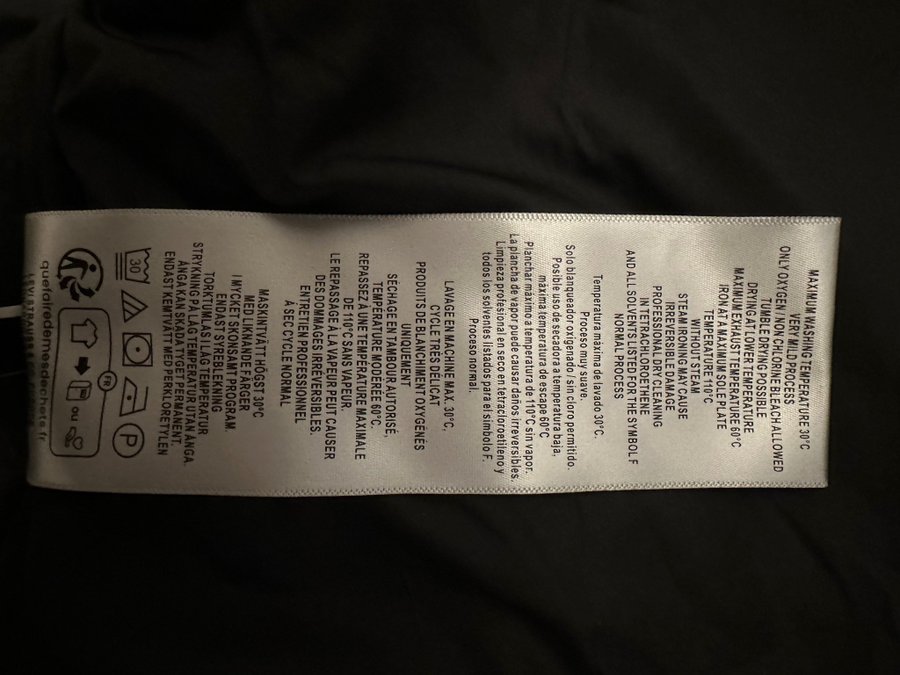 MAXIMUM WASHING TEMPERATURE 30°C
VERY MILD PROCESS
ONLY OXYGEN / NON CHLORINE BLEACH ALLOWED
TUMBLE DRYING POSSIBLE
DRYING AT LOWER TEMPERATURE
MAXIMUM EXHAUST TEMPERATURE 60°C
IRON AT A MAXIMUM SOLE PLATE
TEMPERATURE 110°C
WITHOUT STEAM
STEAM IRONING MAY CAUSE
IRREVERSIBLE DAMAGE
PROFESSIONAL DRY CLEANING
IN TETRACHLOROETHENE
AND ALL SOLVENTS LISTED FOR THE SYMBOL F
NORMAL PROCESS
Temperatura máxima de lavado 30°C.
Proceso muy suave.
Solo blanqueador oxigenado / sin cloro permitido.
Posible uso de secadora a temperatura baja,
máxima temperatura de escape 60°C
Planchar máximo a temperatura de 110°C sin vapor.
La plancha de vapor puede causar daños irreversibles.
Limpieza profesional en seco en tetracloroetileno y
todos los solventes listados para el símbolo F.
Proceso normal.
LAVAGE EN MACHINE MAX. 30°C,
CYCLE TRÈS DÉLICAT
PRODUITS DE BLANCHIMENT OXYGÉNÉS
UNIQUEMENT
SÉCHAGE EN TAMBOUR AUTORISÉ,
TEMPÉRATURE MODÉRÉE 60°C.
REPASSEZ À UNE TEMPÉRATURE MAXIMALE
DE 110°C SANS VAPEUR.
LE REPASSAGE À LA VAPEUR PEUT CAUSER
DES DOMMAGES IRRÉVERSIBLES.
ENTRETIEN PROFESSIONNEL
À SEC CYCLE NORMAL
MASKINTVÄTT HÖGST 30°C
MED LIKNANDE FÄRGER
I MYCKET SKONSAMT PROGRAM.
ENDAST SYREBLEKNING
TORKTUMLAS I LÅG TEMPERATUR
STRYKNING PÅ LÅG TEMPERATUR UTAN ÅNGA.
ÅNGA KAN SKADA TYGET PERMANENT.
ENDAST KEMTVÄTT MED PERKLORETYLEN
30 P
FR
OU
quefairedemesdechets.fr
LEVI STRAUSS &